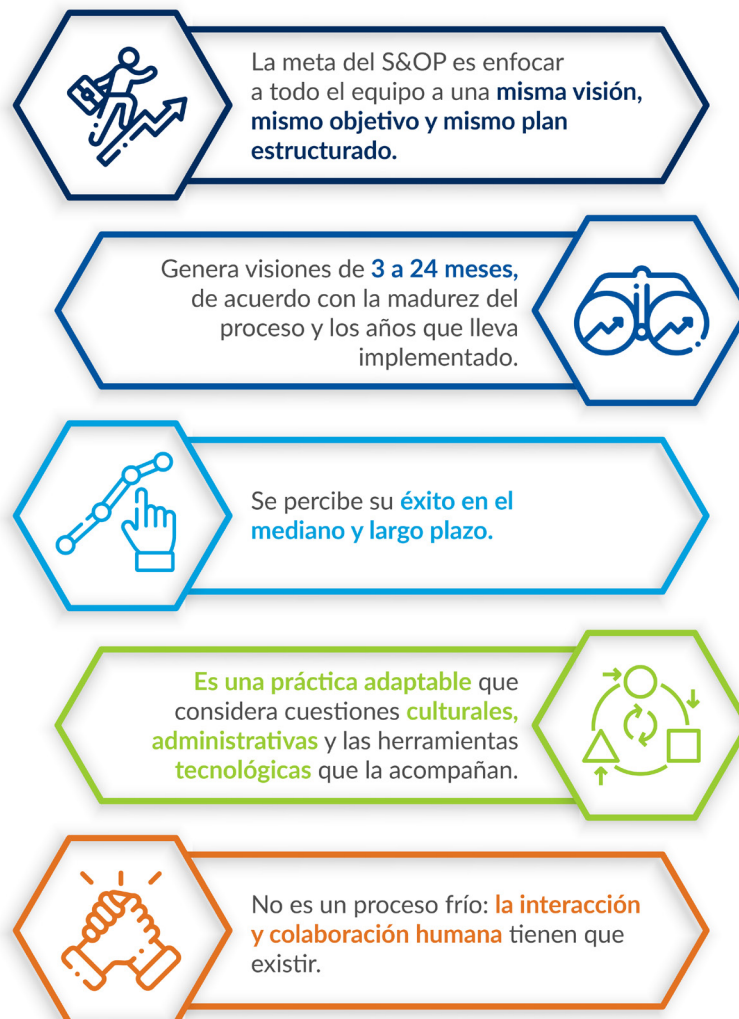 La meta del S&OP es enfocar
a todo el equipo a una misma visión,
mismo objetivo y mismo plan
estructurado.
Genera visiones de 3 a 24 meses,
de acuerdo con la madurez del
proceso y los años que lleva
implementado.
Se percibe su éxito en el
mediano y largo plazo.
Es una práctica adaptable que
considera cuestiones culturales,
administrativas y las herramientas
tecnológicas que la acompañan.
No es un proceso frío: la interacción
y colaboración humana tienen que
existir.